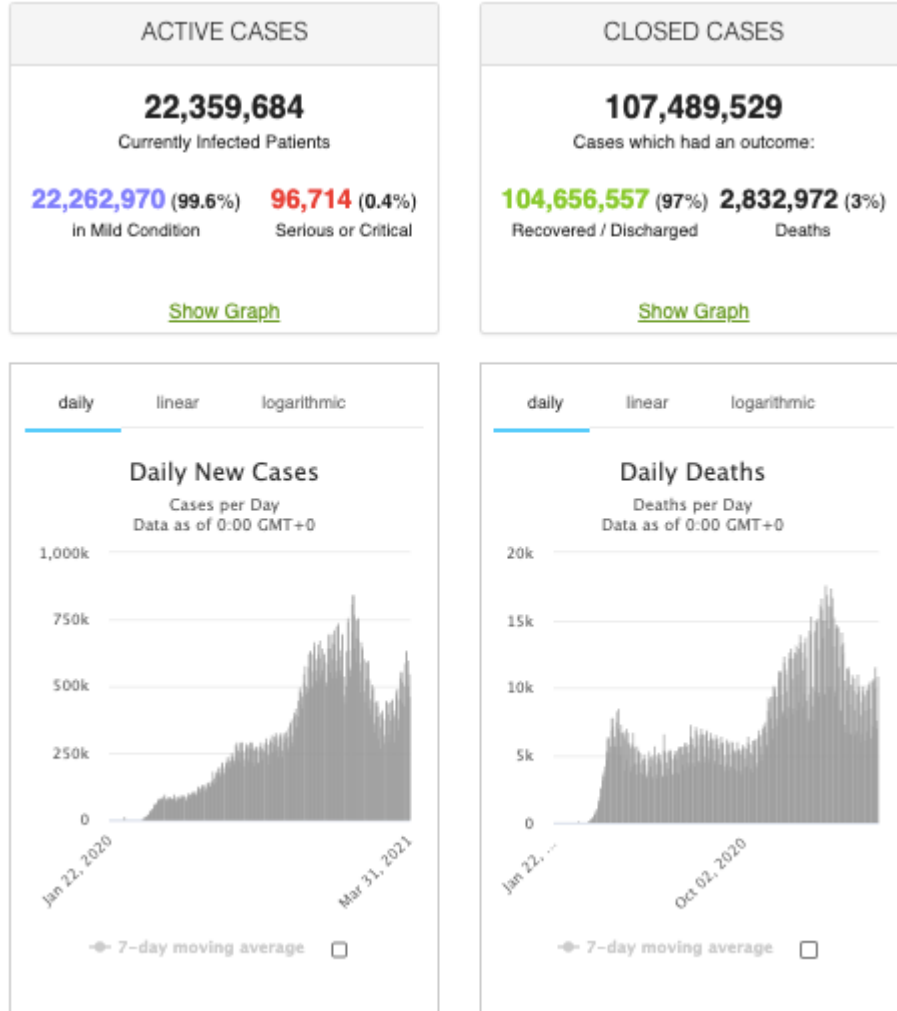 ACTIVE CASES
22,359,684
Currently Infected Patients
22,262,970 (99.6%) 96,714 (0.4%)
in Mild Condition Serious or Critical
Show Graph
CLOSED CASES
107,489,529
Cases which had an outcome:
104,656,557 (97%) 2,832,972 (3%)
Recovered / Discharged Deaths
Show Graph
daily linear logarithmic
Daily New Cases
Cases per Day
Data as of 0:00 GMT+0
1,000k
750k
500k
250k
0
Jan 22, 2020
Mar 31, 2021
7-day moving average
daily linear logarithmic
Daily Deaths
Deaths per Day
Data as of 0:00 GMT+0
20k
15k
10k
5k
0
Jan 22, ...
Oct 02, 2020
7-day moving average